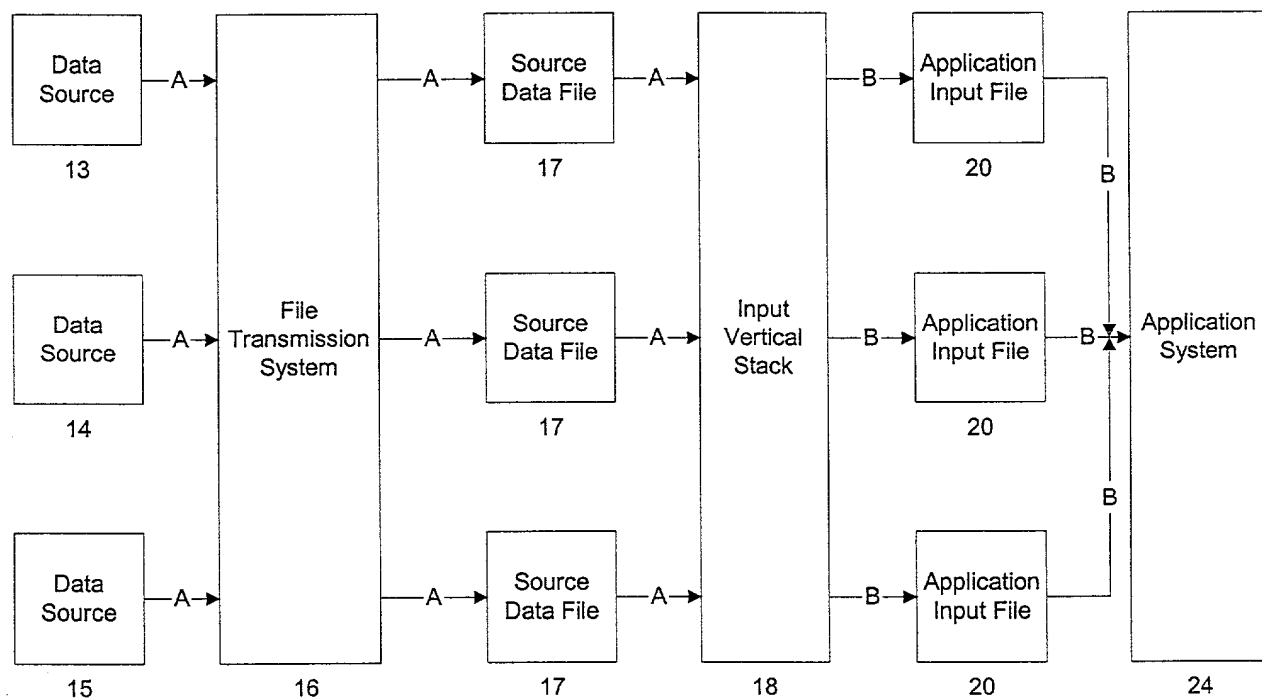 Data
Source
A
A
Source
Data File
A
B
Application
Input File
13
17
20
B
Data
Source
A
File
Transmission
System
A
Source
Data File
A
Input
Vertical
Stack
B
Application
Input File
B
Application
System
14
17
20
B
Data
Source
A
A
Source
Data File
A
B
Application
Input File
15
16
17
18
20
24